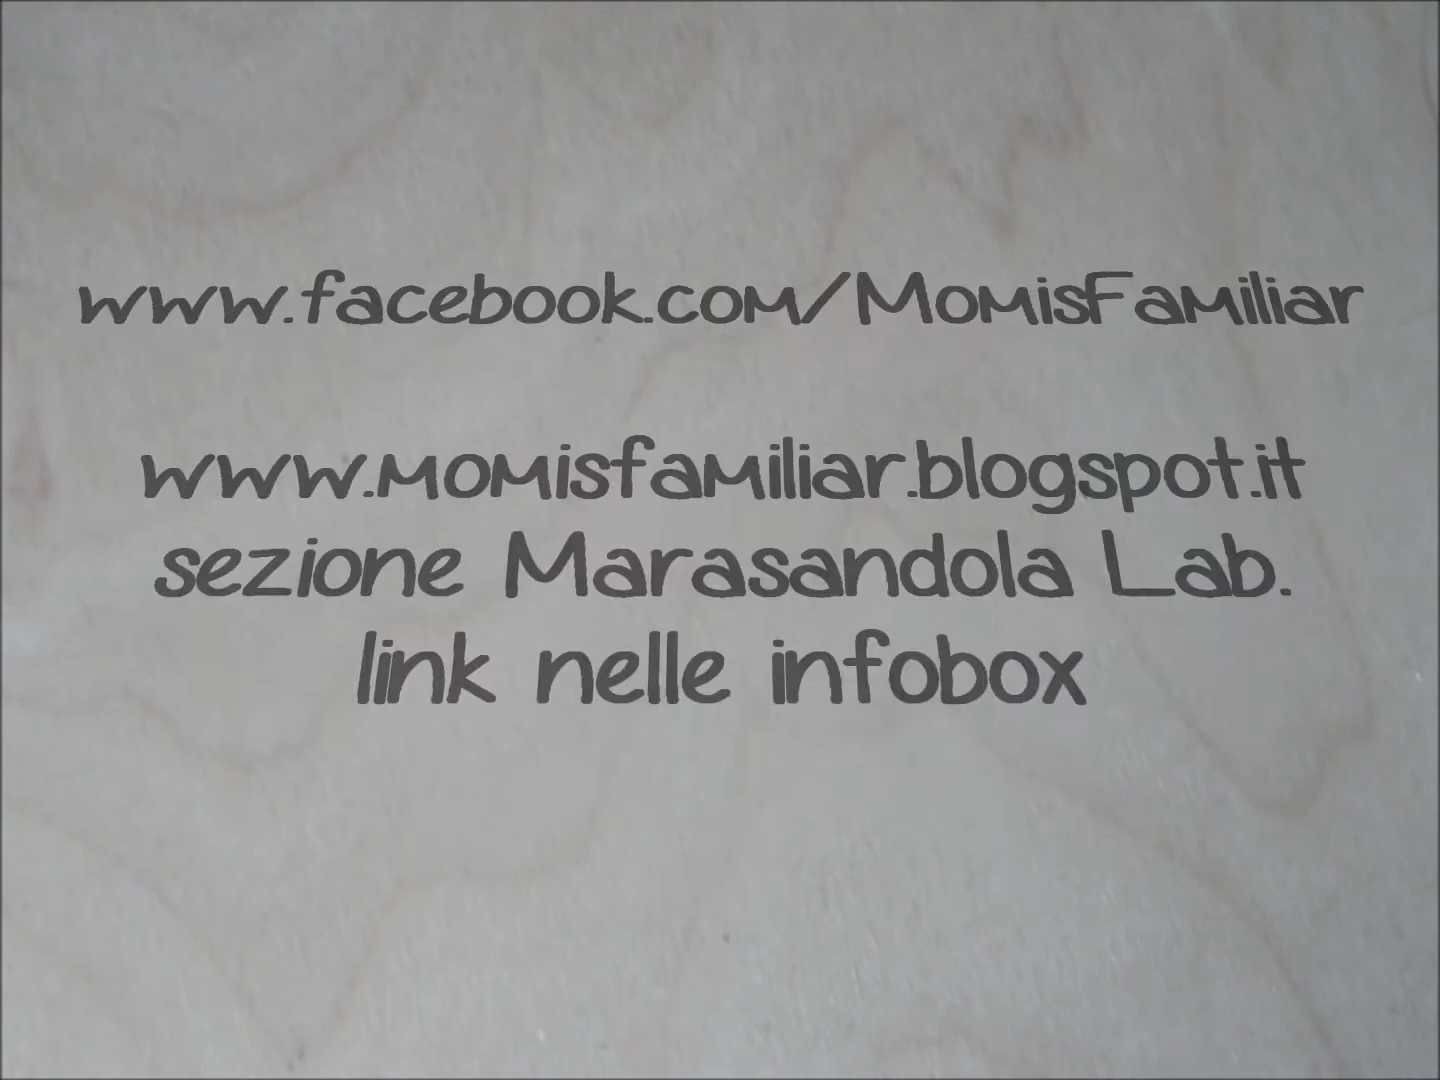 www.facebook.com/MomisFamiliar
www.momisfamiliar.blogspot.it
sezione Marasandola Lab.
link nelle infobox